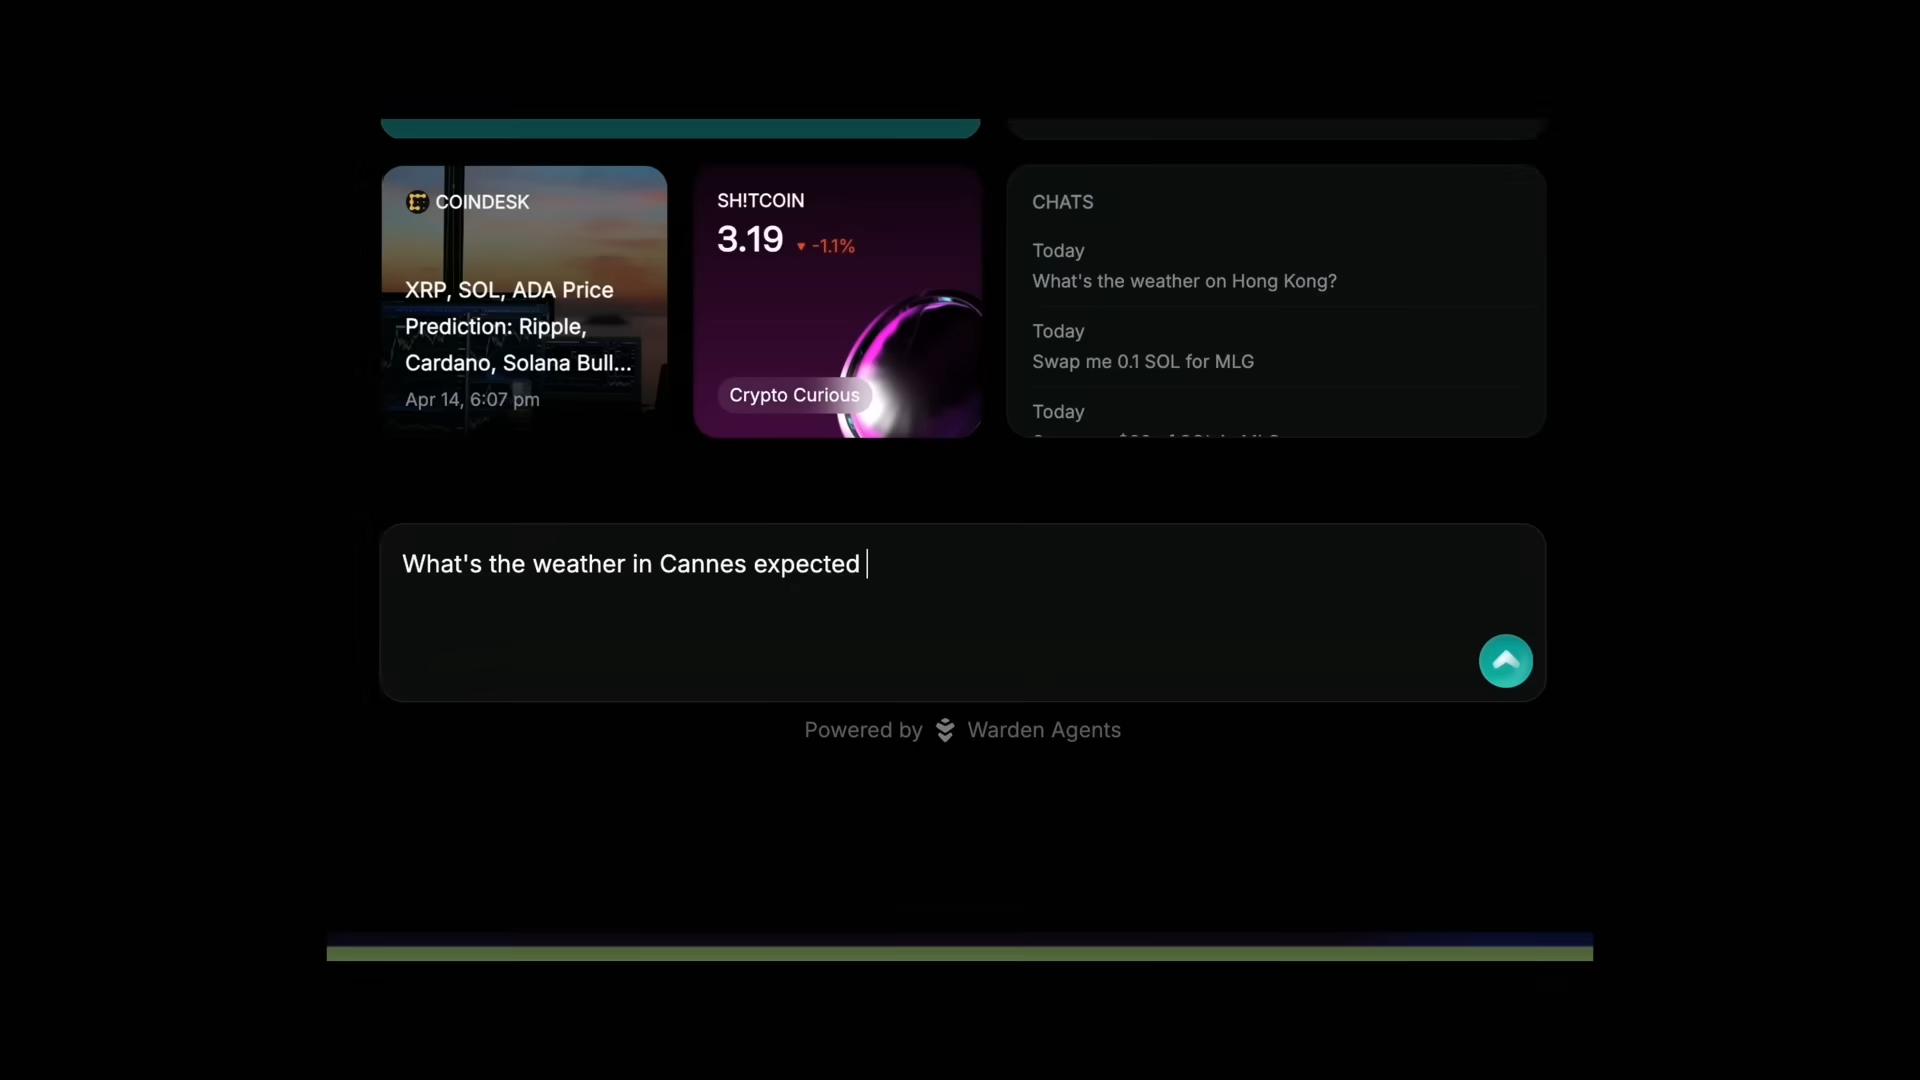 COINDESK
XRP, SOL, ADA Price
Prediction: Ripple,
Cardano, Solana Bull...
Apr 14, 6:07 pm
SH!TCOIN
3.19 ▼ -1.1%
Crypto Curious
CHATS
Today
What's the weather on Hong Kong?
Today
Swap me 0.1 SOL for MLG
Today
What's the weather in Cannes expected
Powered by Warden Agents